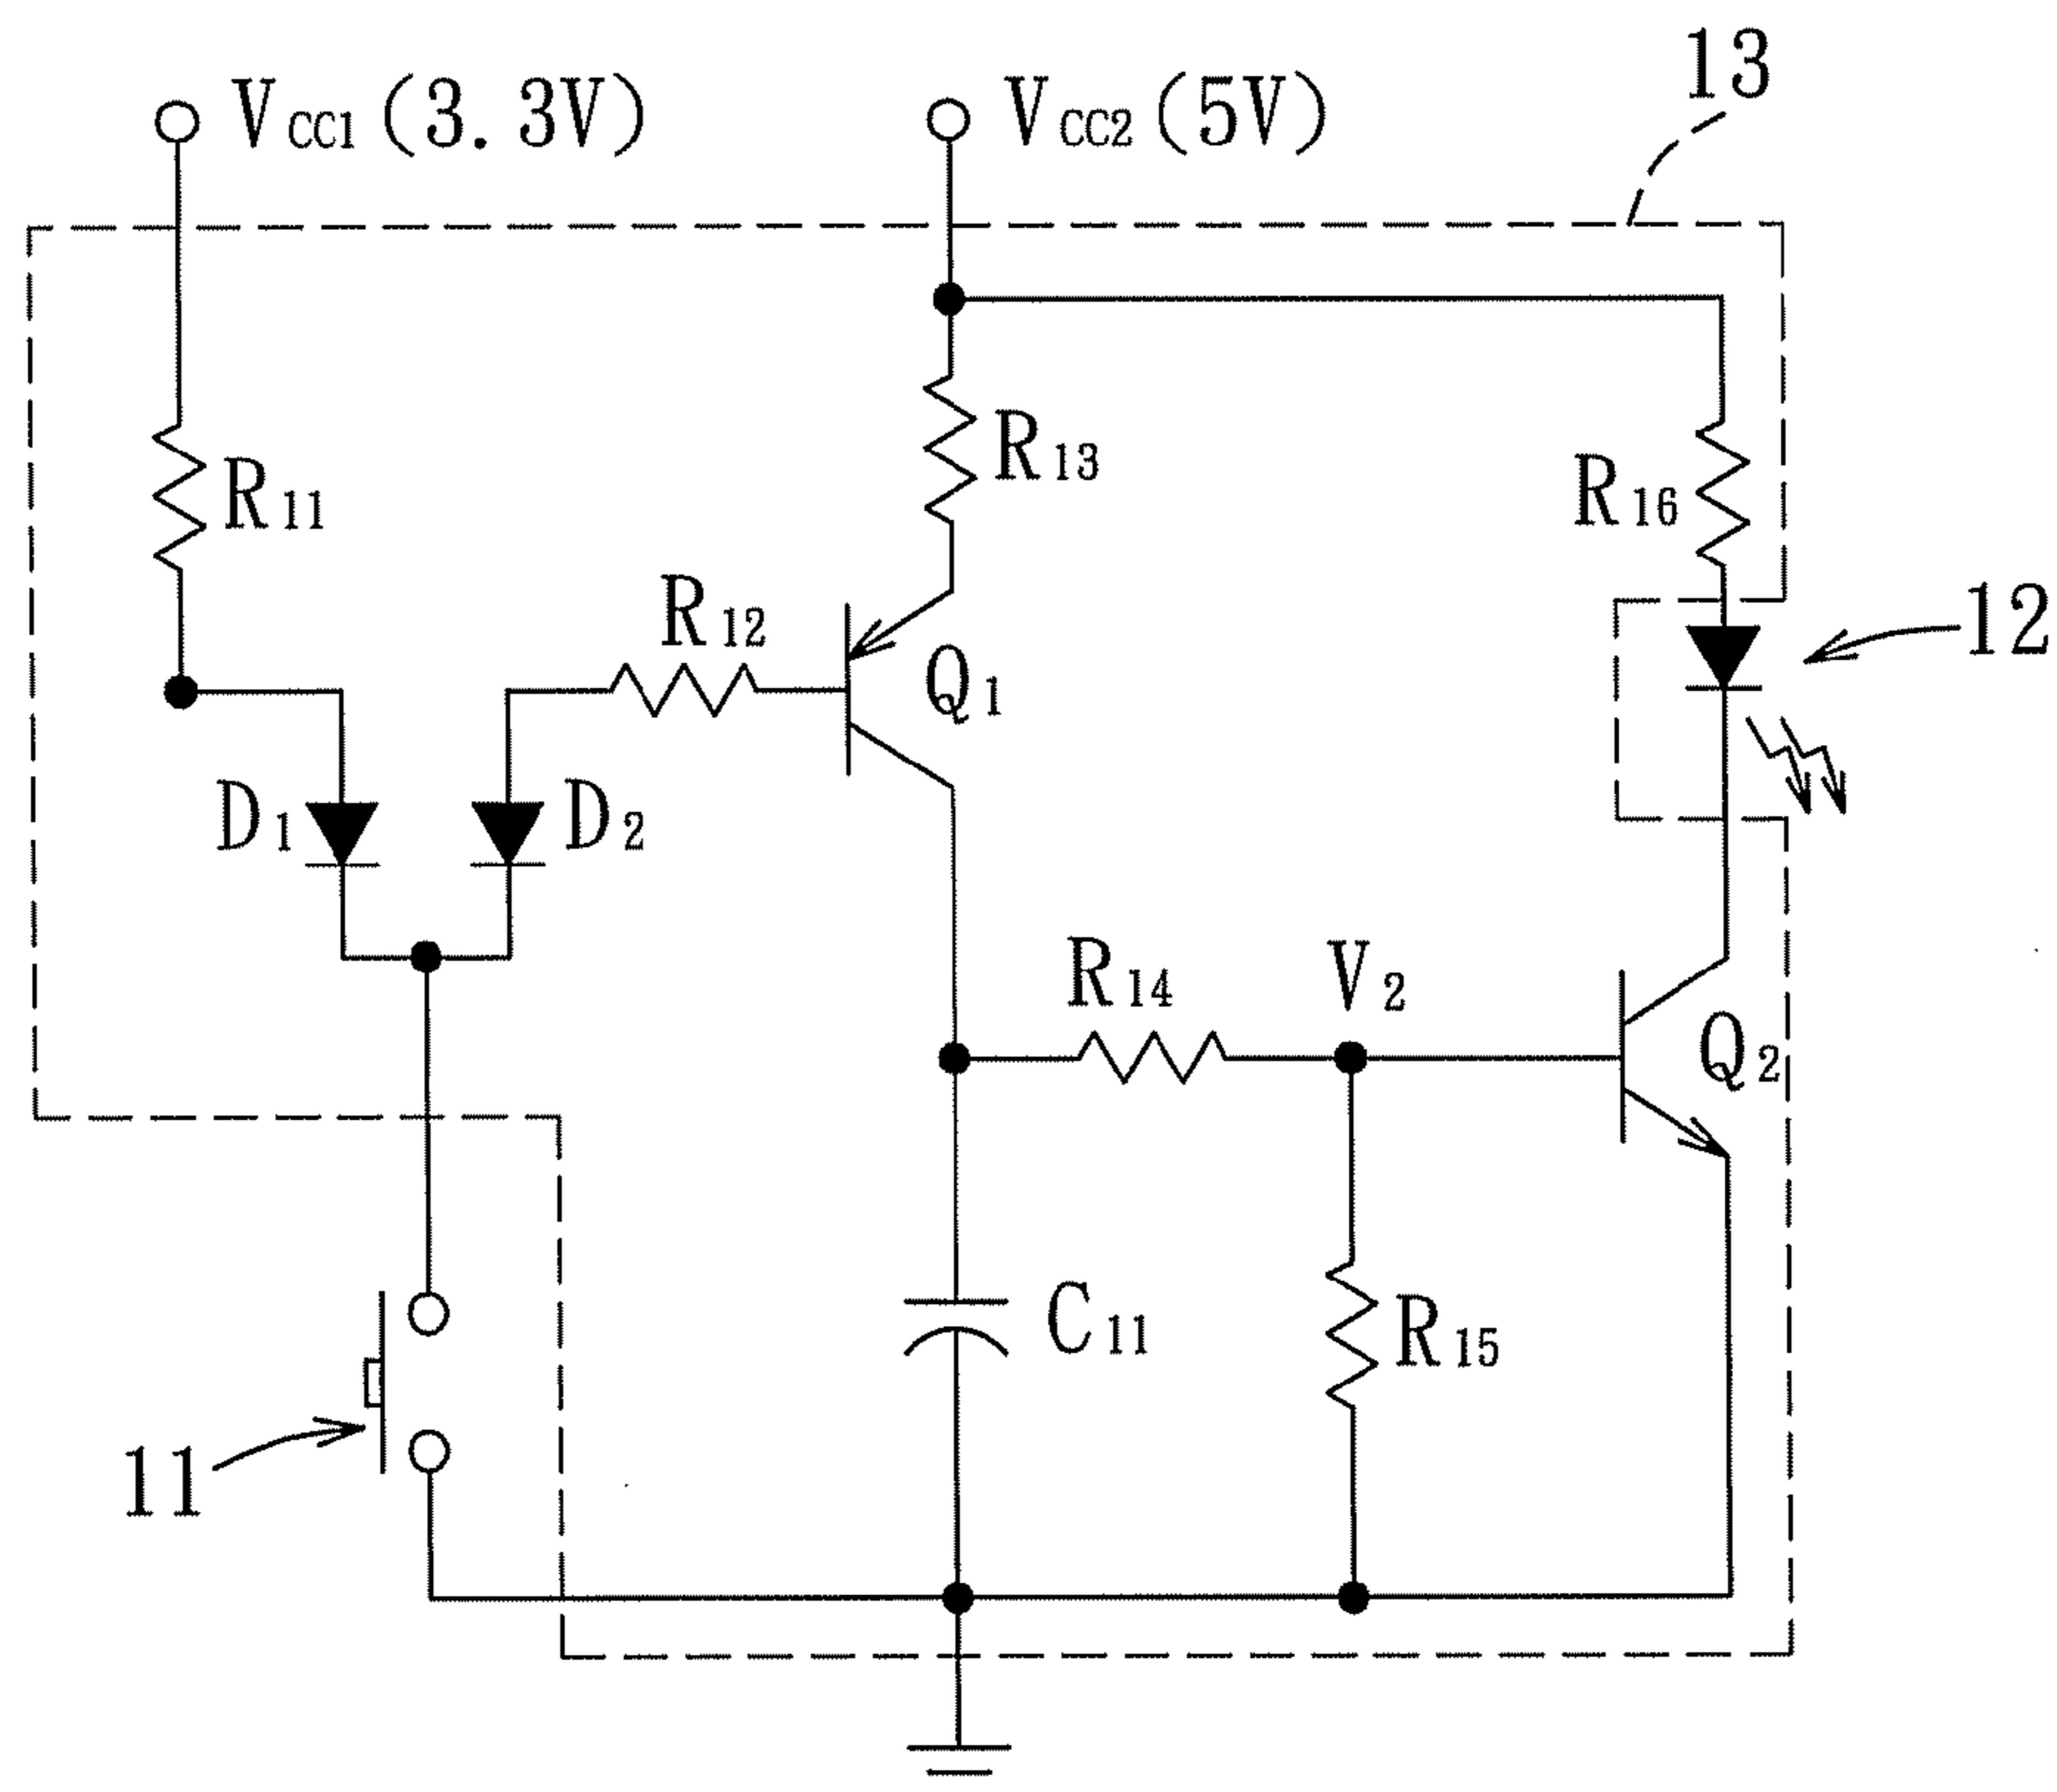 13
VCC1(3.3V)
VCC2(5V)
R13
R11
R16
R12
12
Q1
D1
D2
R14
V2
Q2
C11
R15
11